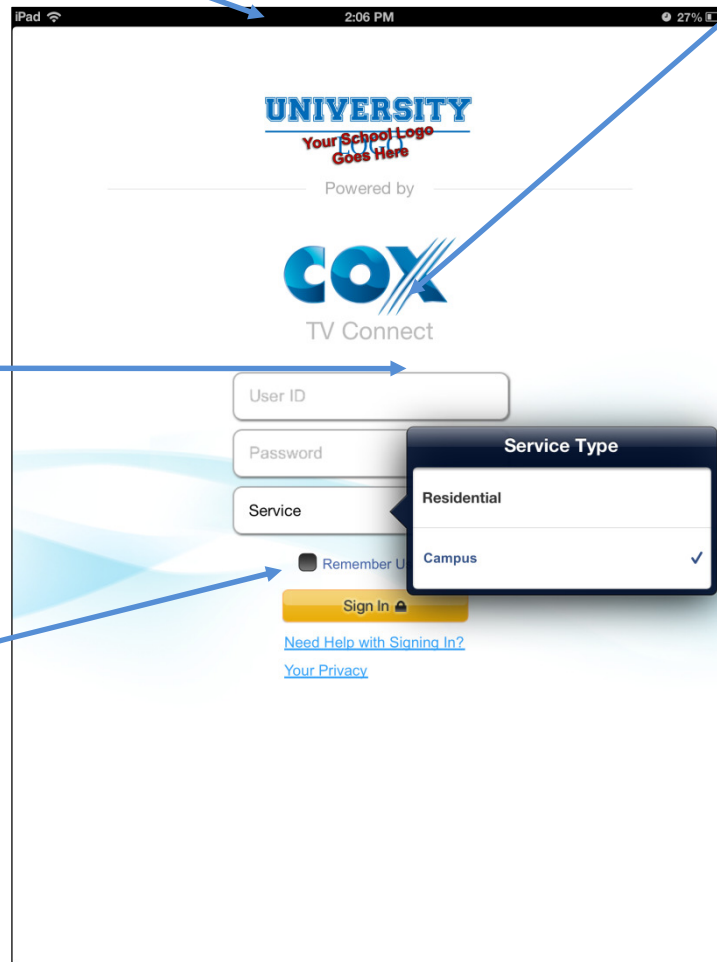 iPad 2:06 PM 27%
UNIVERSITY
LOGO
Your School Logo
Goes Here
Powered by
COX
TV Connect
User ID
Password
Service
Service Type
Residential
Campus
Remember U
Sign In
Need Help with Signing In?
Your Privacy